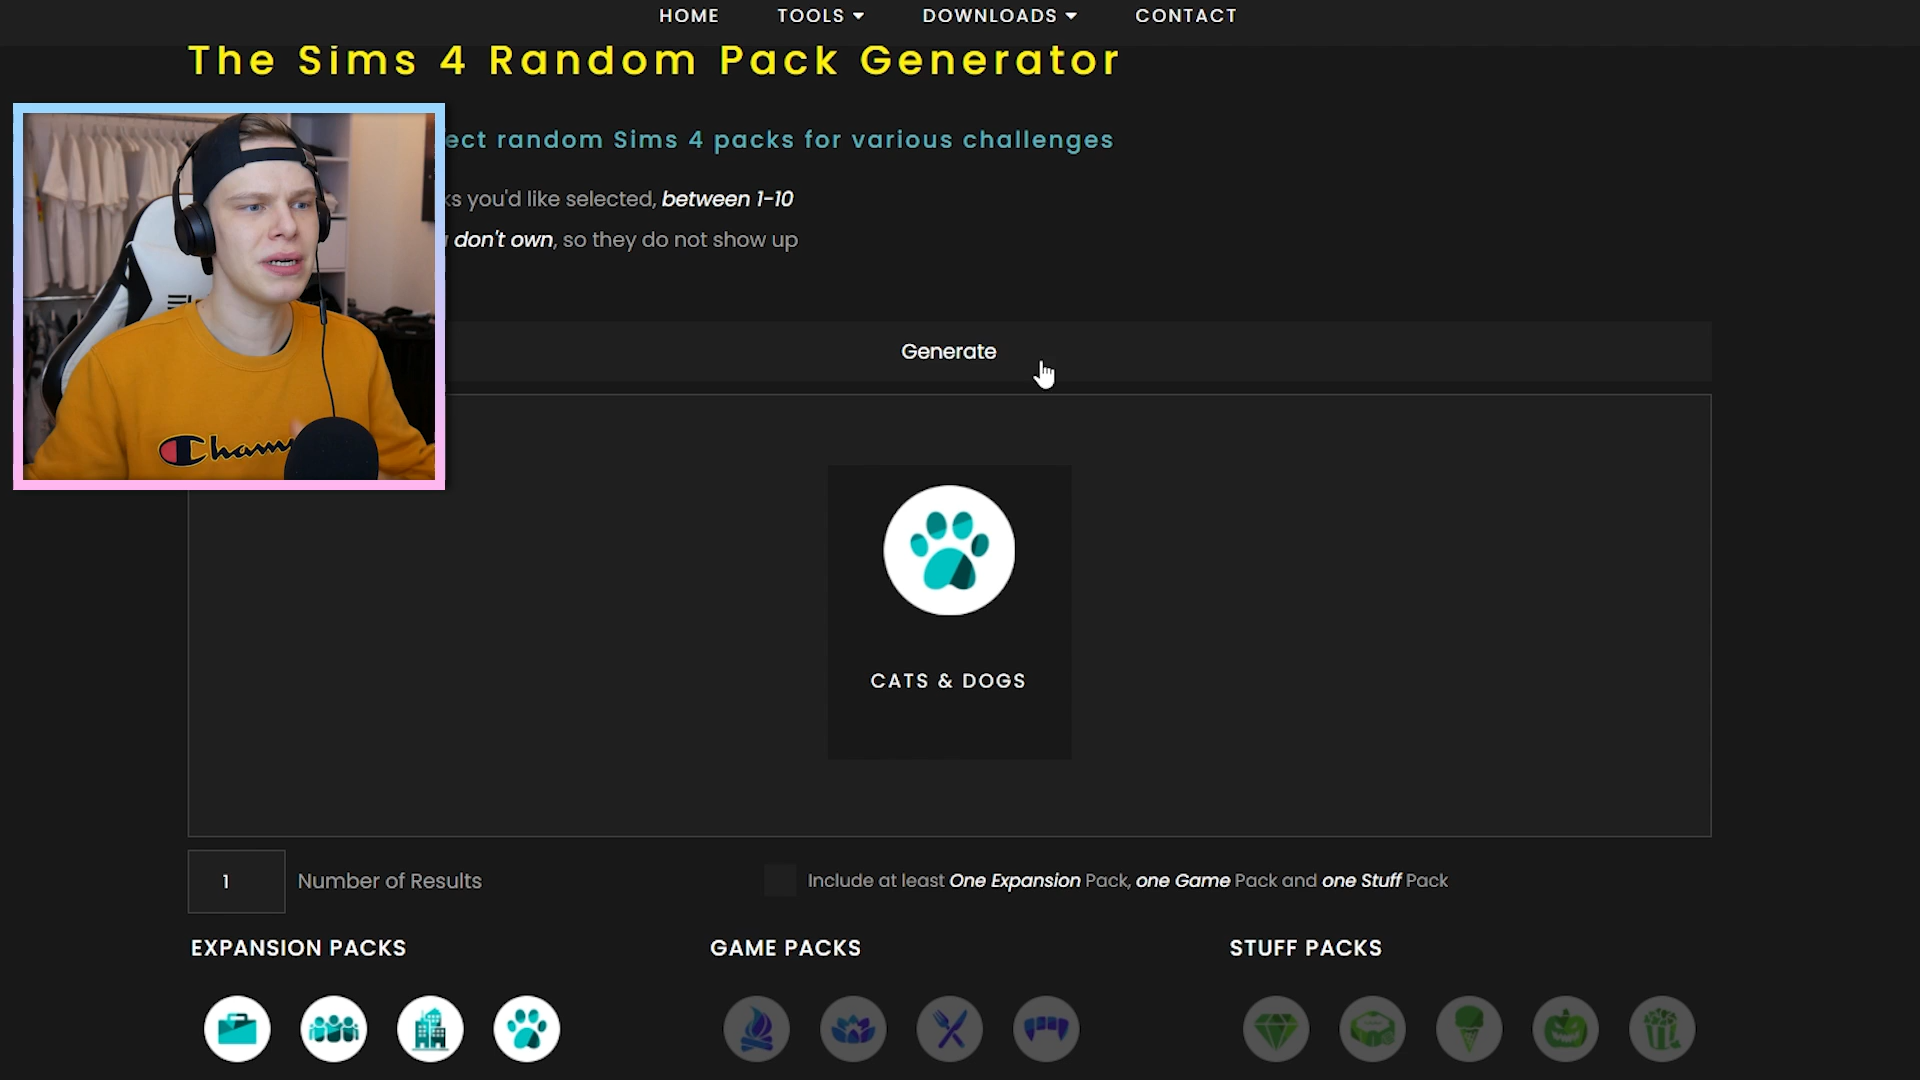 HOME TOOLS DOWNLOADS CONTACT
The Sims 4 Random Pack Generator
ect random Sims 4 packs for various challenges
you'd like selected, between 1-10
don't own, so they do not show up
Generate
Cham
CATS & DOGS
1 Number of Results
Include at least One Expansion Pack, one Game Pack and one Stuff Pack
EXPANSION PACKS
GAME PACKS
STUFF PACKS